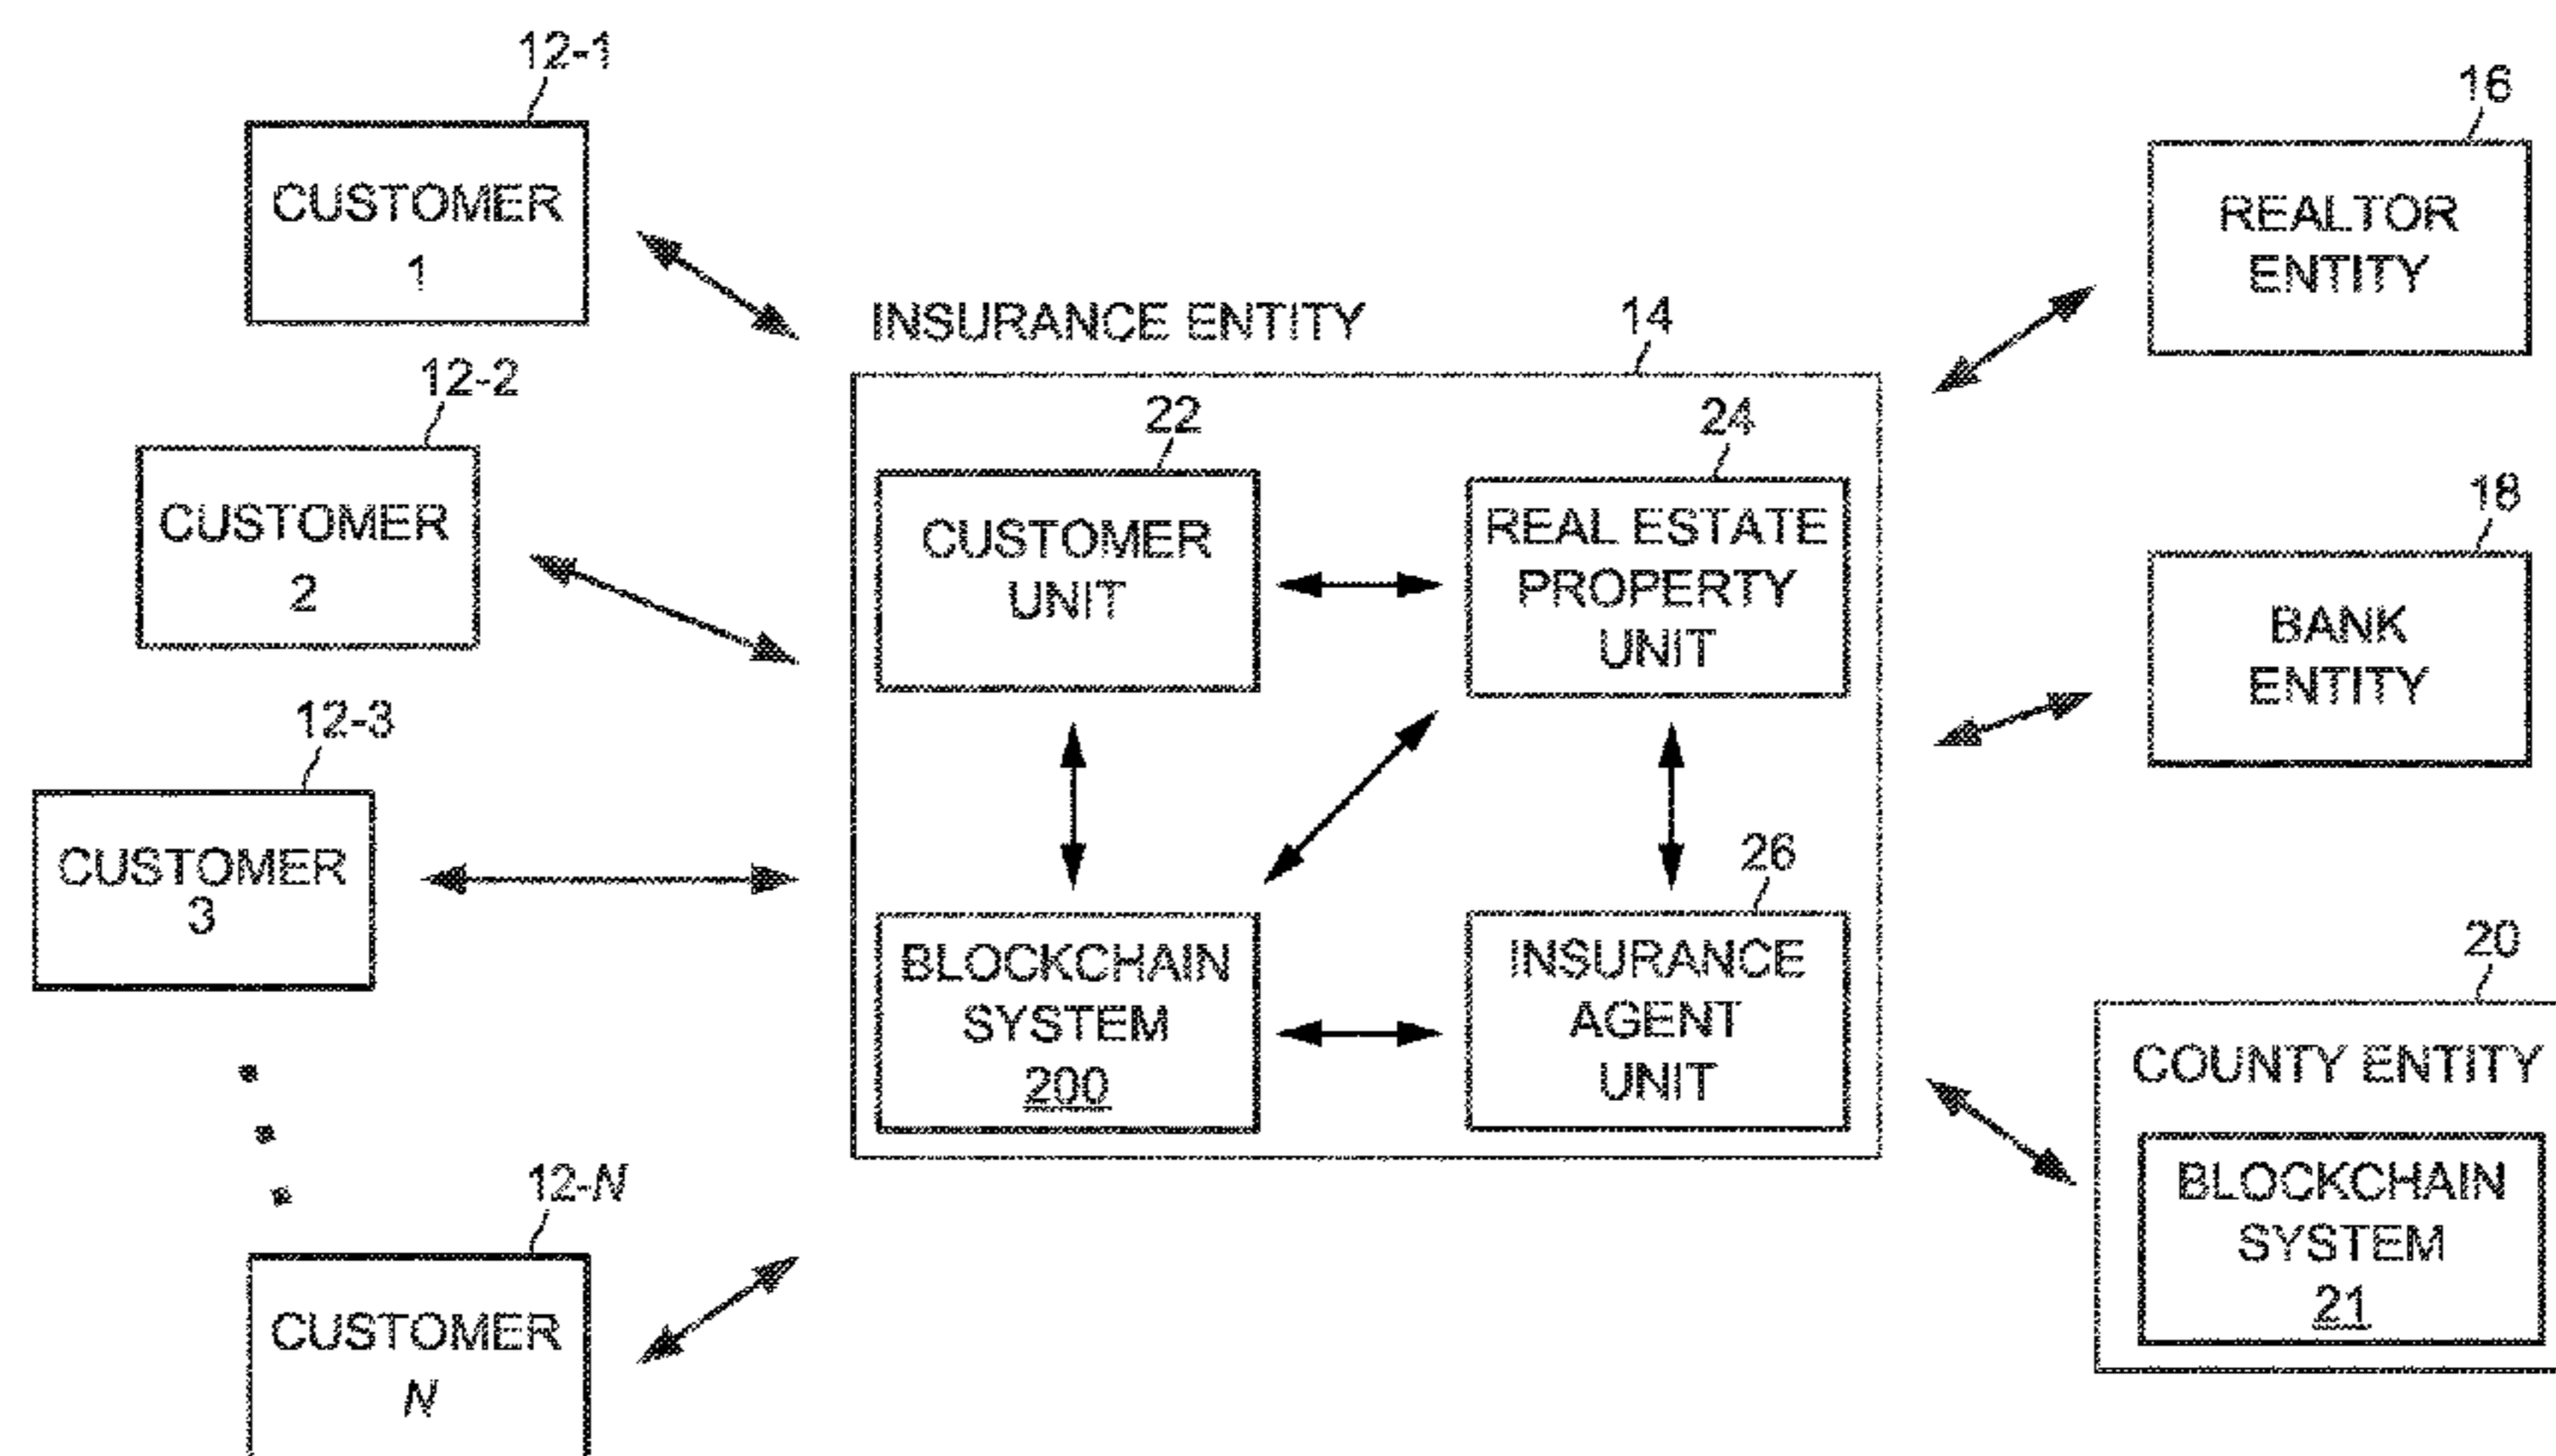 12-1
CUSTOMER
1
12-2
CUSTOMER
2
12-3
CUSTOMER
3
12-N
CUSTOMER
N
INSURANCE ENTITY
14
22
CUSTOMER
UNIT
24
REAL ESTATE
PROPERTY
UNIT
BLOCKCHAIN
SYSTEM
200
26
INSURANCE
AGENT
UNIT
16
REALTOR
ENTITY
18
BANK
ENTITY
20
COUNTY ENTITY
BLOCKCHAIN
SYSTEM
21